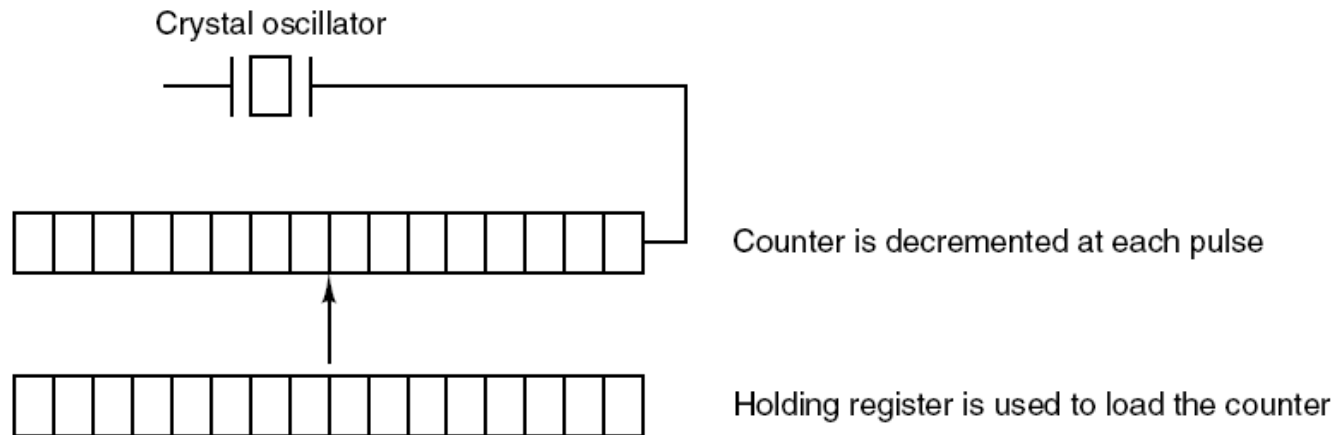 Crystal oscillator
Counter is decremented at each pulse
Holding register is used to load the counter